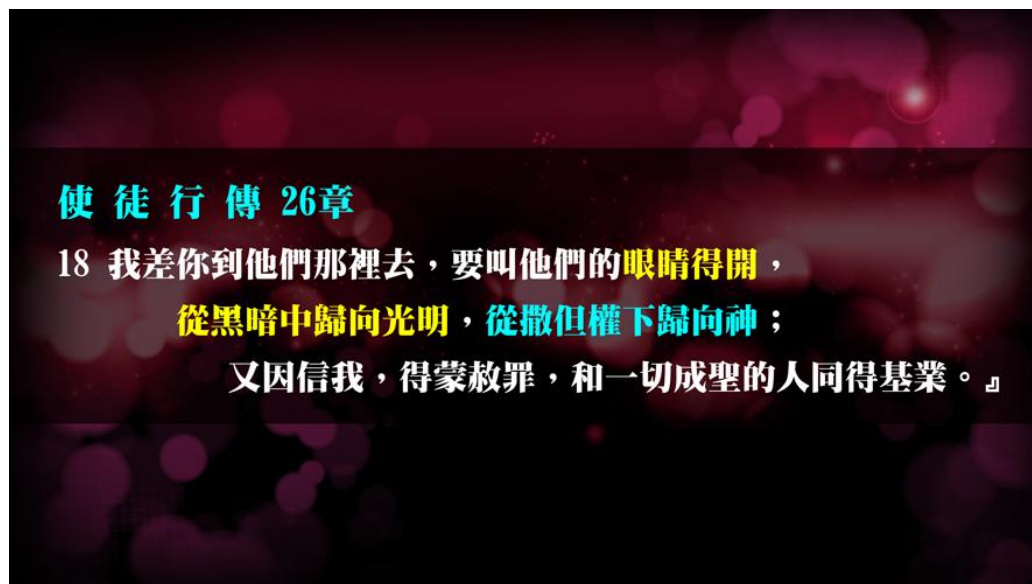 使 徒 行 傳 26章
18 我差你到他們那裡去，要叫他們的眼睛得開，
從黑暗中歸向光明，從撒但權下歸向神；
又因信我，得蒙赦罪，和一切成聖的人同得基業。』